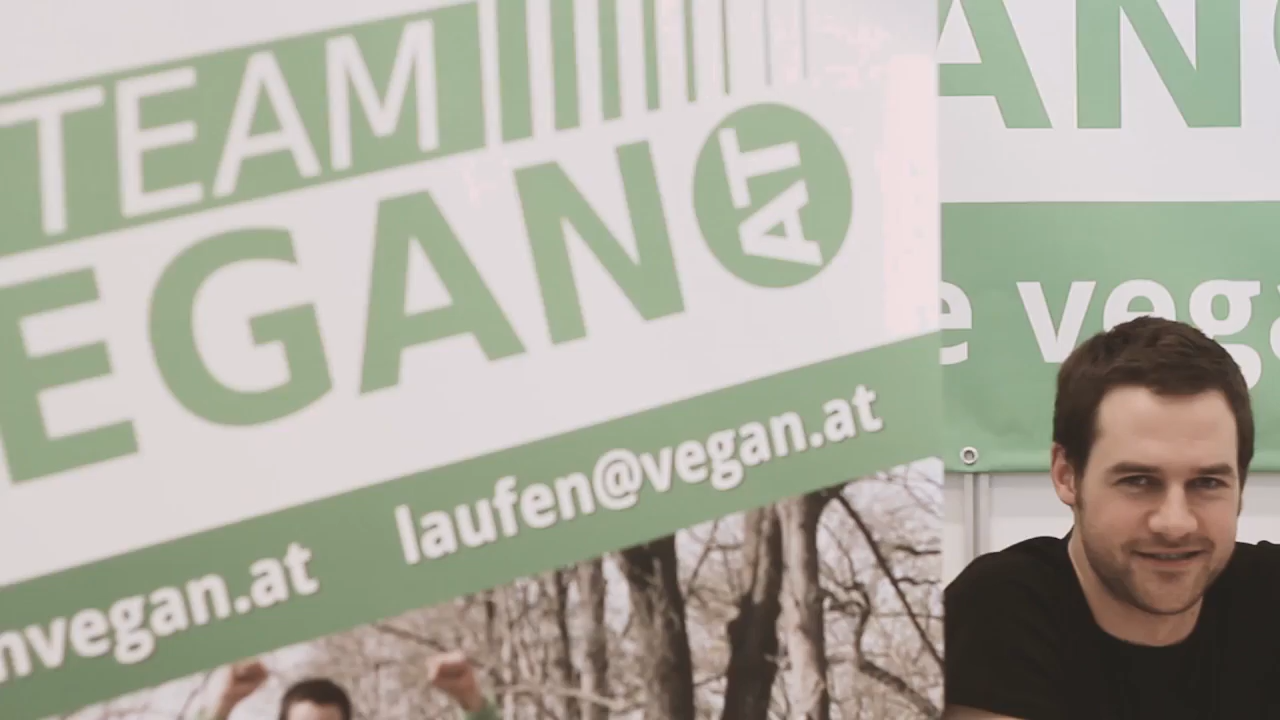 TEAM
EGAN
AT
nvegan.at laufen@vegan.at
AN
e vega